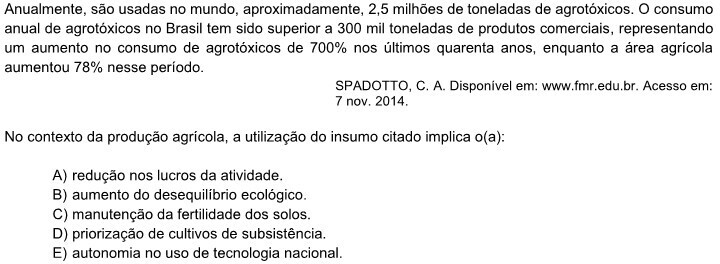 Anualmente, são usadas no mundo, aproximadamente, 2,5 milhões de toneladas de agrotóxicos. O consumo
anual de agrotóxicos no Brasil tem sido superior a 300 mil toneladas de produtos comerciais, representando
um aumento no consumo de agrotóxicos de 700% nos últimos quarenta anos, enquanto a área agrícola
aumentou 78% nesse período.
SPADOTTO, C. A. Disponível em: www.fmr.edu.br. Acesso em:
7 nov. 2014.
No contexto da produção agrícola, a utilização do insumo citado implica o(a):
A) redução nos lucros da atividade.
B) aumento do desequilíbrio ecológico.
C) manutenção da fertilidade dos solos.
D) priorização de cultivos de subsistência.
E) autonomia no uso de tecnologia nacional.